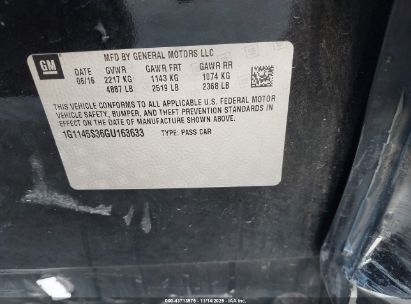 MFD BY GENERAL MOTORS LLC
GM
DATE GVWR GAWR FRT GAWR RR
06/16 2217 KG 1143 KG 1074 KG
4887 LB 2519 LB 2368 LB
THIS VEHICLE CONFORMS TO ALL APPLICABLE U.S. FEDERAL MOTOR
VEHICLE SAFETY, BUMPER, AND THEFT PREVENTION STANDARDS
IN EFFECT ON THE DATE OF MANUFACTURE SHOWN ABOVE.
1G1145S36GU163633 TYPE: PASS CAR